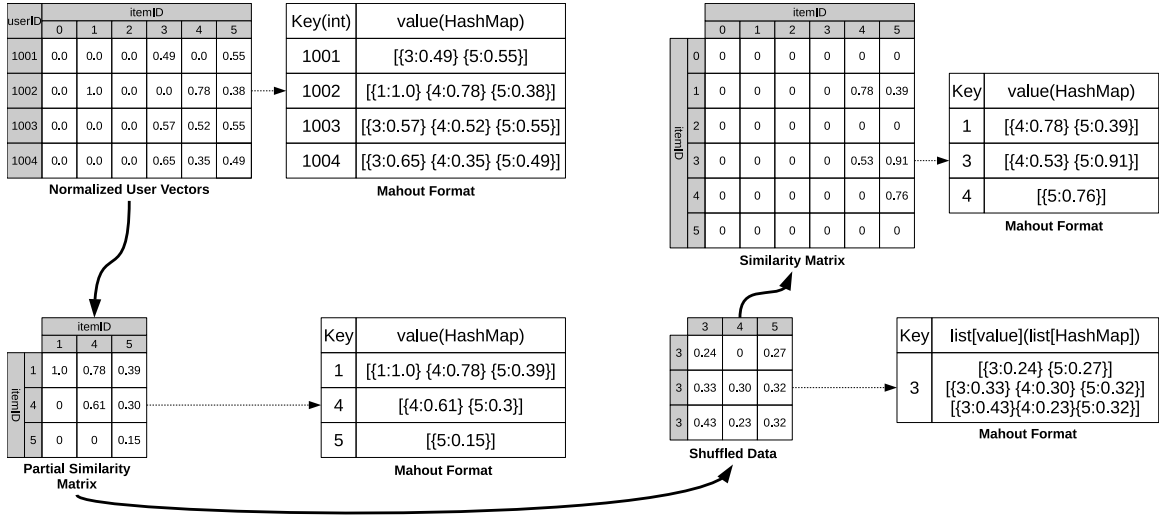 userID itemID
0 1 2 3 4 5
1001 0.0 0.0 0.0 0.49 0.0 0.55
1002 0.0 1.0 0.0 0.0 0.78 0.38
1003 0.0 0.0 0.0 0.57 0.52 0.55
1004 0.0 0.0 0.0 0.65 0.35 0.49
Normalized User Vectors
Key(int) value(HashMap)
1001 [{3:0.49} {5:0.55}]
1002 [{1:1.0} {4:0.78} {5:0.38}]
1003 [{3:0.57} {4:0.52} {5:0.55}]
1004 [{3:0.65} {4:0.35} {5:0.49}]
Mahout Format
itemID
0 1 2 3 4 5
itemID
0 0 0 0 0 0 0
1 0 0 0 0 0.78 0.39
2 0 0 0 0 0 0
3 0 0 0 0 0.53 0.91
4 0 0 0 0 0 0.76
5 0 0 0 0 0 0
Similarity Matrix
Key value(HashMap)
1 [{4:0.78} {5:0.39}]
3 [{4:0.53} {5:0.91}]
4 [{5:0.76}]
Mahout Format
itemID
1 4 5
itemID
1 1.0 0.78 0.39
4 0 0.61 0.30
5 0 0 0.15
Partial Similarity
Matrix
Key value(HashMap)
1 [{1:1.0} {4:0.78} {5:0.39}]
4 [{4:0.61} {5:0.3}]
5 [{5:0.15}]
Mahout Format
3 4 5
3 0.24 0 0.27
3 0.33 0.30 0.32
3 0.43 0.23 0.32
Shuffled Data
Key list[value](list[HashMap])
3
[{3:0.24} {5:0.27}]
[{3:0.33} {4:0.30} {5:0.32}]
[{3:0.43}{4:0.23}{5:0.32}]
Mahout Format